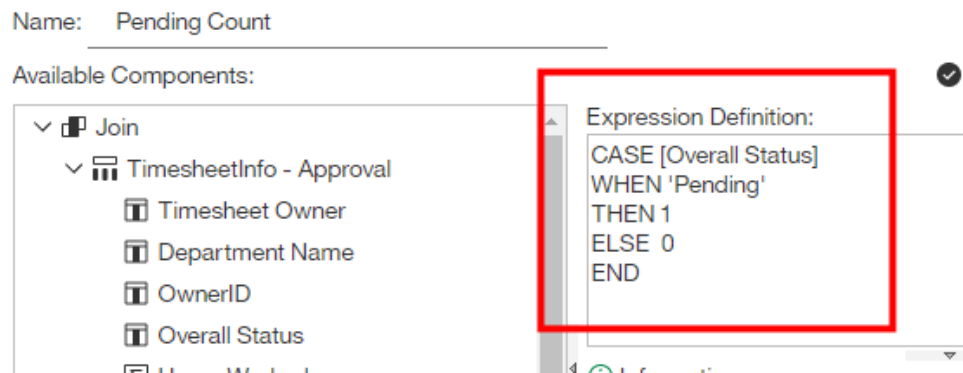 Name: Pending Count
Available Components:
Join
TimesheetInfo - Approval
Timesheet Owner
Department Name
OwnerID
Overall Status
Expression Definition:
CASE [Overall Status]
WHEN 'Pending'
THEN 1
ELSE 0
END